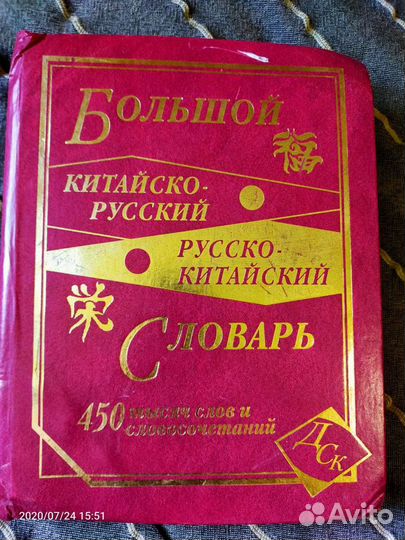 Большой
福
Китайско-
русский
Русско-
китайский
荣
Словарь
450 тысяч слов и
словосочетаний
ДСК
2020/07/24 15:51
Avito